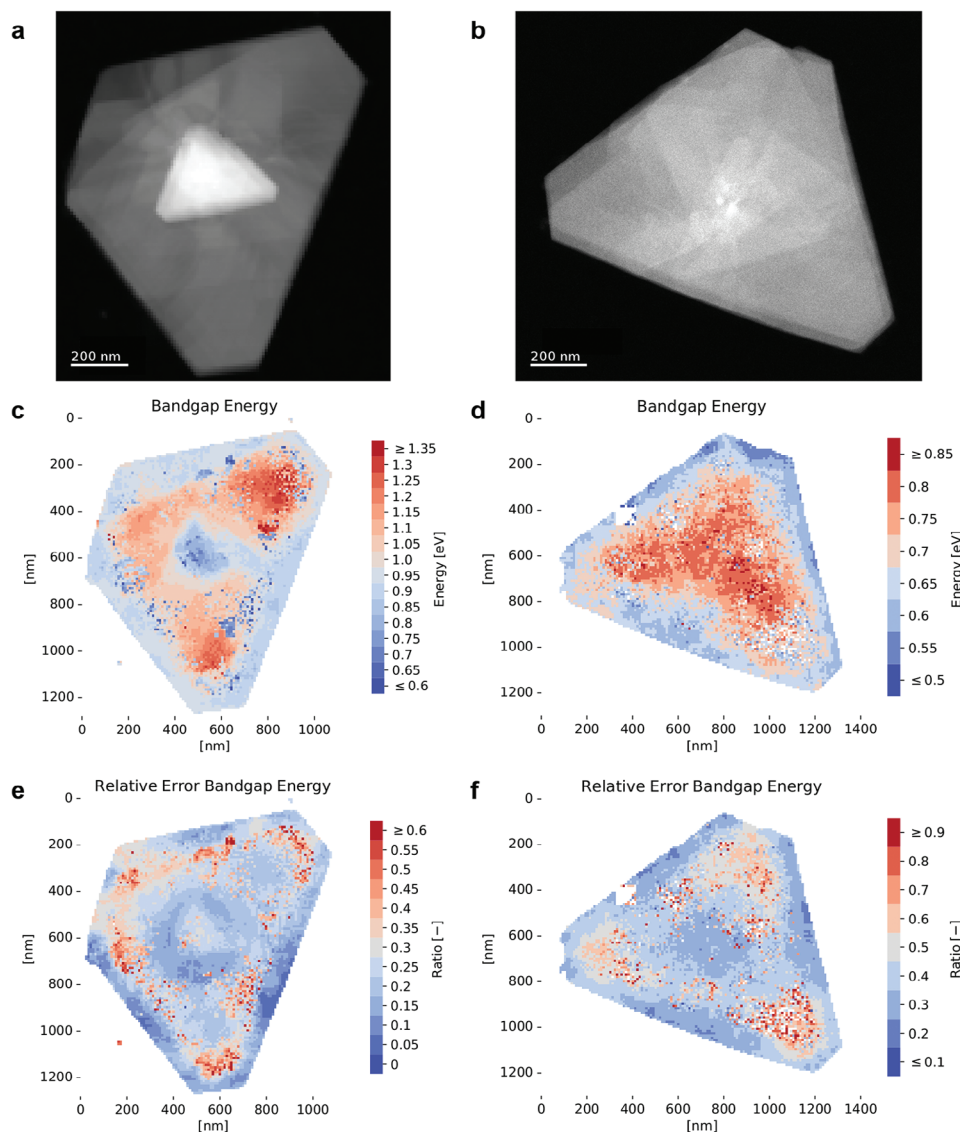 a
b
200 nm
200 nm
c
Bandgap Energy
0
200
400
600
800
1000
1200
[nm]
0 200 400 600 800 1000
[nm]
≥ 1.35
1.3
1.25
1.2
1.15
1.1
1.05
1.0
0.95
0.9
0.85
0.8
0.75
0.7
0.65
≤ 0.6
Energy [eV]
d
Bandgap Energy
0
200
400
600
800
1000
1200
[nm]
0 200 400 600 800 1000 1200 1400
[nm]
≥ 0.85
0.8
0.75
0.7
0.65
0.6
0.55
≤ 0.5
Energy [eV]
e
Relative Error Bandgap Energy
0
200
400
600
800
1000
1200
[nm]
0 200 400 600 800 1000
[nm]
≥ 0.6
0.55
0.5
0.45
0.4
0.35
0.3
0.25
0.2
0.15
0.1
0.05
0
Ratio [−]
f
Relative Error Bandgap Energy
0
200
400
600
800
1000
1200
[nm]
0 200 400 600 800 1000 1200 1400
[nm]
≥ 0.9
0.8
0.7
0.6
0.5
0.4
0.3
0.2
≤ 0.1
Ratio [−]